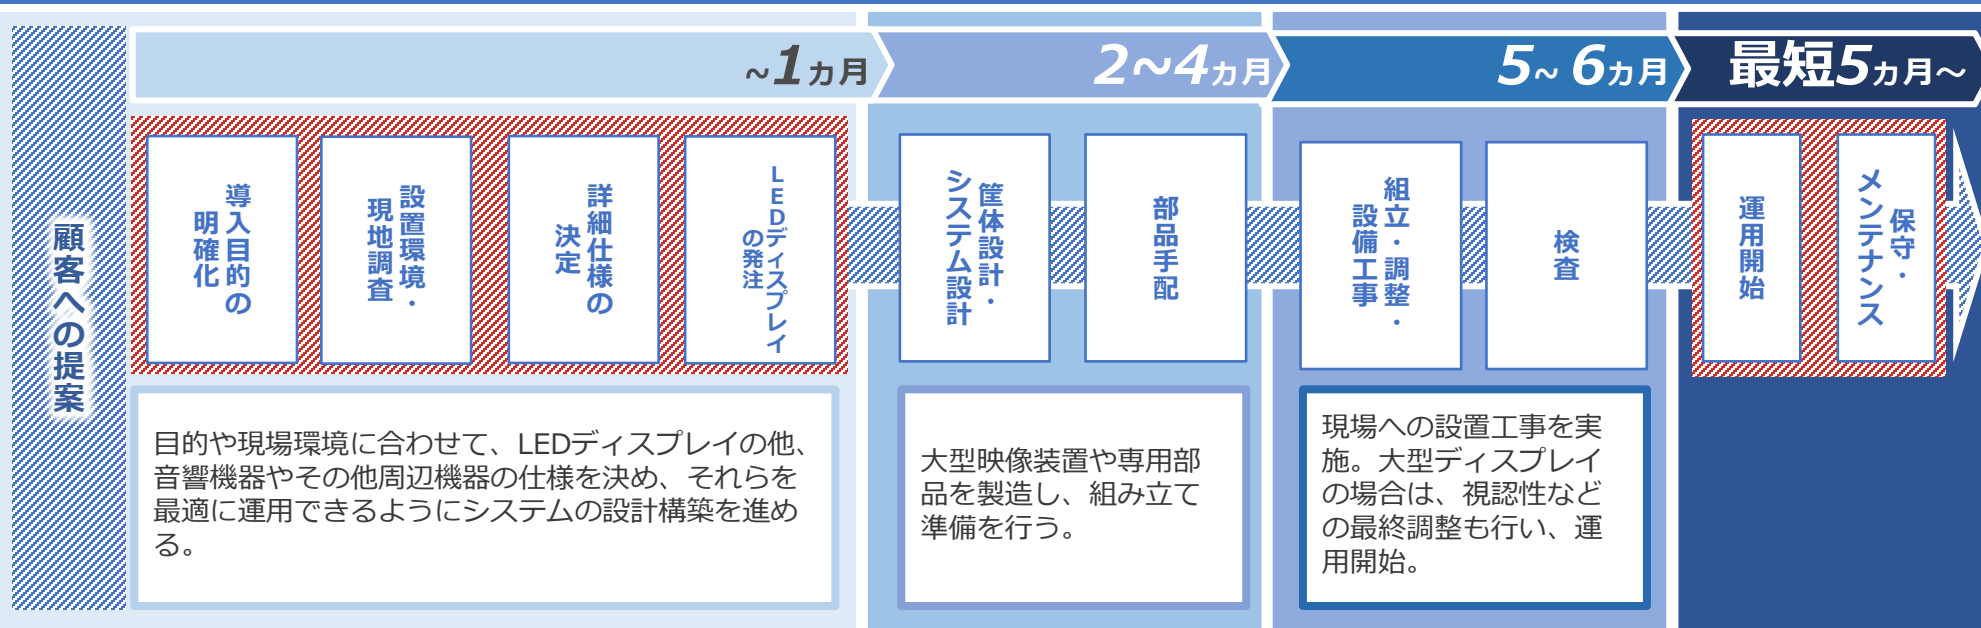 顧客への提案
~1カ月
2~4カ月
5~ 6カ月
最短5カ月～
導入目的の
明確化
設置環境・
現地調査
詳細仕様の
決定
LEDディスプレイ
の発注
筐体設計・
システム設計
部品手配
組立・調整・
設備工事
検査
運用開始
保守・
メンテナンス
目的や現場環境に合わせて、LEDディスプレイの他、
音響機器やその他周辺機器の仕様を決め、それらを
最適に運用できるようにシステムの設計構築を進め
る。
大型映像装置や専用部
品を製造し、組み立て
準備を行う。
現場への設置工事を実
施。大型ディスプレイ
の場合は、視認性など
の最終調整も行い、運
用開始。